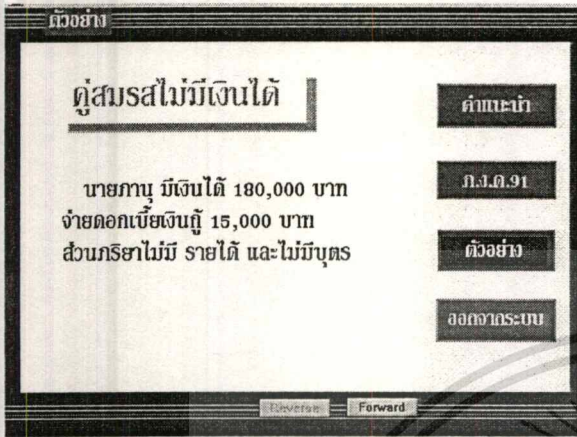 ตัวอย่าง
คู่สมรสไม่มีเงินได้
นายภานุ มีเงินได้ 180,000 บาท
จ่ายดอกเบี้ยเงินกู้ 15,000 บาท
ส่วนภริยาไม่มี รายได้ และไม่มีบุตร
คำแนะนำ
ภ.ง.ด.91
ตัวอย่าง
ออกจากระบบ
Reverse
Forward